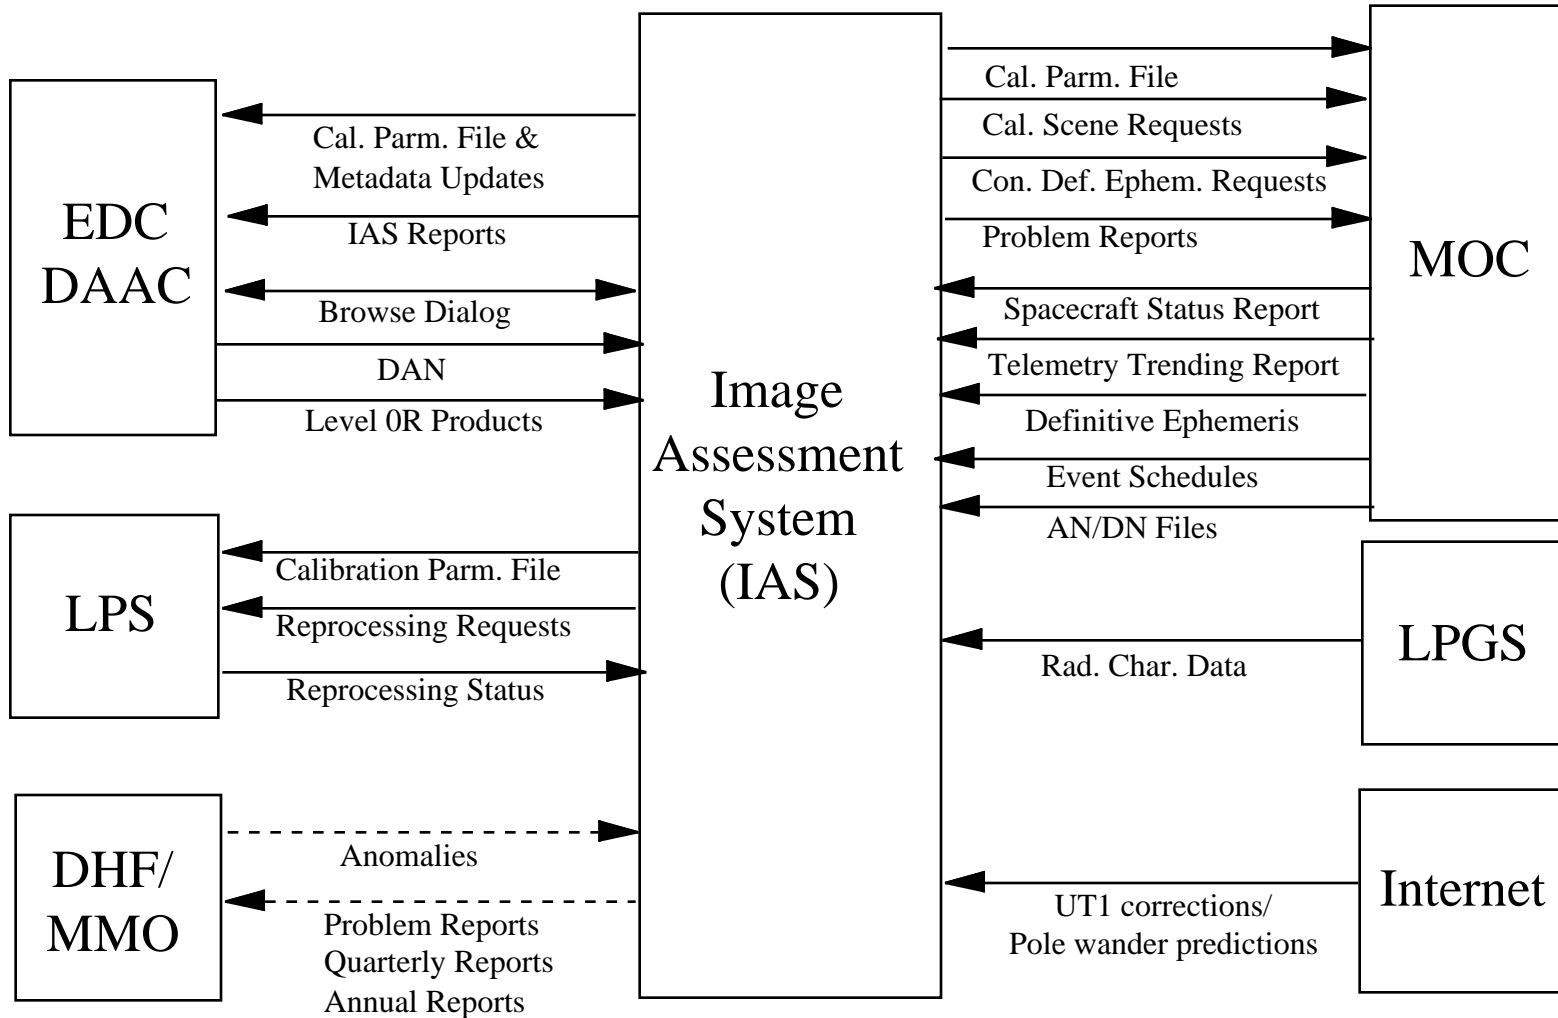 EDC
DAAC
Cal. Parm. File &
Metadata Updates
IAS Reports
Browse Dialog
DAN
Level 0R Products
LPS
Calibration Parm. File
Reprocessing Requests
Reprocessing Status
DHF/
MMO
Anomalies
Problem Reports
Quarterly Reports
Annual Reports
Image
Assessment
System
(IAS)
Cal. Parm. File
Cal. Scene Requests
Con. Def. Ephem. Requests
Problem Reports
Spacecraft Status Report
Telemetry Trending Report
Definitive Ephemeris
Event Schedules
AN/DN Files
MOC
Rad. Char. Data
LPGS
UT1 corrections/
Pole wander predictions
Internet